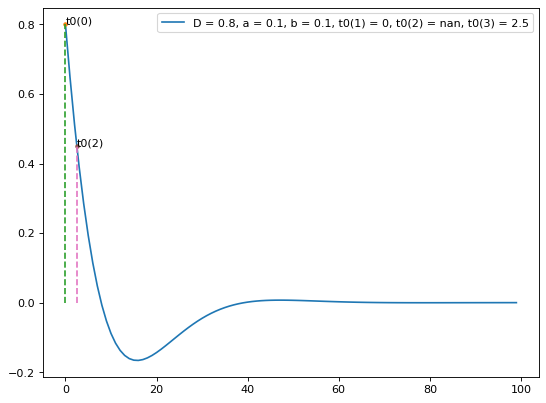 D = 0.8, a = 0.1, b = 0.1, t0(1) = 0, t0(2) = nan, t0(3) = 2.5
0.8
t0(0)
0.6
t0(2)
0.4
0.2
0.0
−0.2
0 20 40 60 80 100